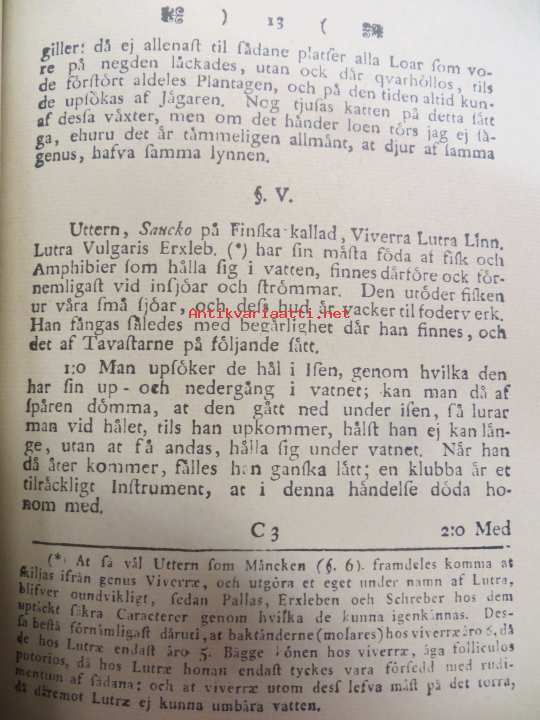 ) 13 (
giller: då ej allenaſt til ſådane platſer alla Loar ſom vo-
re på negden låckades, utan ock där qvarhöllos, tils
de förſtört aldeles Plantagen, och på den tiden altid kun-
de upſökas af Jägaren. Nog tjuſas katten på detta ſätt
af deſſa växter, men om det händer loen törs jag ej ſä-
ga, ehuru det är tämmeligen allmänt, at djur af ſamma
genus, hafva ſamma lynnen.
§. V.
Uttern, Saucko på Finſka kallad, Viverra Lutra Linn.
Lutra Vulgaris Erxleb. (*) har ſin mäſta föda af fiſk och
Amphibier ſom hålla ſig i vatten, finnes därföre ock för-
nemligaſt vid inſjöar och ſtrömmar. Den utöder fiſken
ur våra ſmå ſjöar, och deſs hud är vacker til foderverk.
Antikvariaatti.net
Han fångas ſåledes med begärlighet där han finnes, och
det af Tavaſtarne på följande ſätt.
1:0 Man upſöker de hål i Iſen, genom hvilka den
har ſin up- och nedergång i vatnet; kan man då af
ſpåren dömma, at den gått ned under iſen, ſå lurar
man vid hålet, tils han upkommer, hälſt han ej kan län-
ge, utan at få andas, hålla ſig under vatnet. När han
då åter kommer, fälles han ganſka lätt; en klubba är et
tilräckligt Inſtrument, at i denna händelſe döda ho-
nom med.
C 3 2:0 Med
(*) At ſå väl Uttern ſom Måncken (§. 6). framdeles komma at
ſkiljas ifrån genus Viverræ, och utgöra et eget under namn af Lutra,
blifver oundvikligt, ſedan Pallas, Erxleben och Schreber hos dem
uptäckt ſäkra Caracterer genom hvilka de kunna igenkännas. Des-
ſa beſtå förnämligaſt däruti, at baktänderne (molares) hos viverræ äro 6, då
de hos Lutræ endaſt äro 5. Bägge könen hos viverræ, äga folliculos
putorios, då hos Lutræ honan endaſt tyckes vara förſedd med rudi-
mentum af ſådana: och at viverræ utom deſſ lefva mäſt på det torra,
då däremot Lutræ ej kunna umbära vatten.